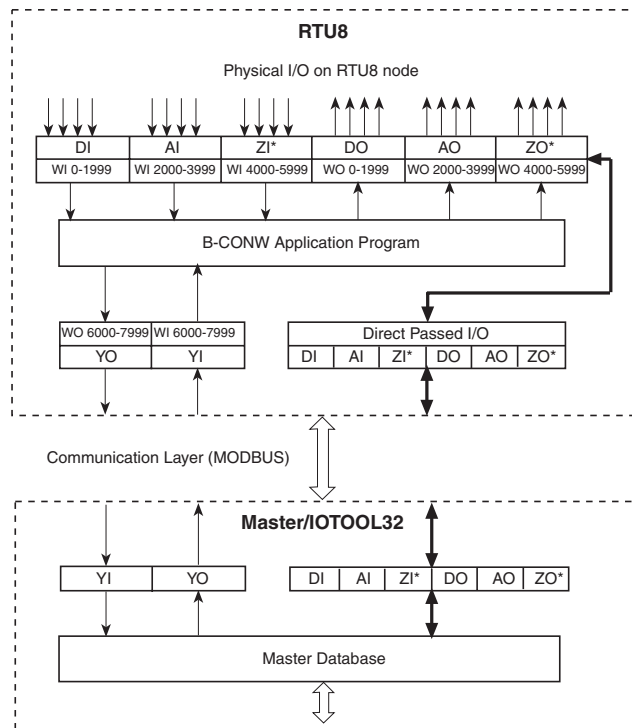 RTU8
Physical I/O on RTU8 node
DI AI ZI* DO AO ZO*
WI 0-1999 WI 2000-3999 WI 4000-5999 WO 0-1999 WO 2000-3999 WO 4000-5999
B-CONW Application Program
WO 6000-7999 WI 6000-7999
YO YI
Direct Passed I/O
DI AI ZI* DO AO ZO*
Communication Layer (MODBUS)
Master/IOTOOL32
YI YO
DI AI ZI* DO AO ZO*
Master Database